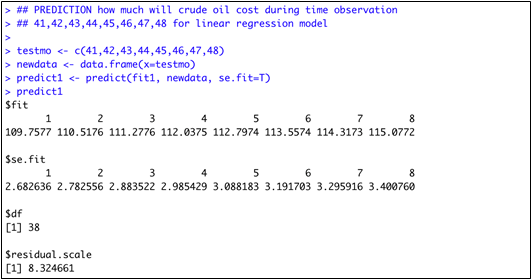 > ## PREDICTION how much will crude oil cost during time observation
> ## 41,42,43,44,45,46,47,48 for linear regression model
>
> testmo <- c(41,42,43,44,45,46,47,48)
> newdata <- data.frame(x=testmo)
> predict1 <- predict(fit1, newdata, se.fit=T)
> predict1
$fit
1 2 3 4 5 6 7 8
109.7577 110.5176 111.2776 112.0375 112.7974 113.5574 114.3173 115.0772
$se.fit
1 2 3 4 5 6 7 8
2.682636 2.782556 2.883522 2.985429 3.088183 3.191703 3.295916 3.400760
$df
[1] 38
$residual.scale
[1] 8.324661